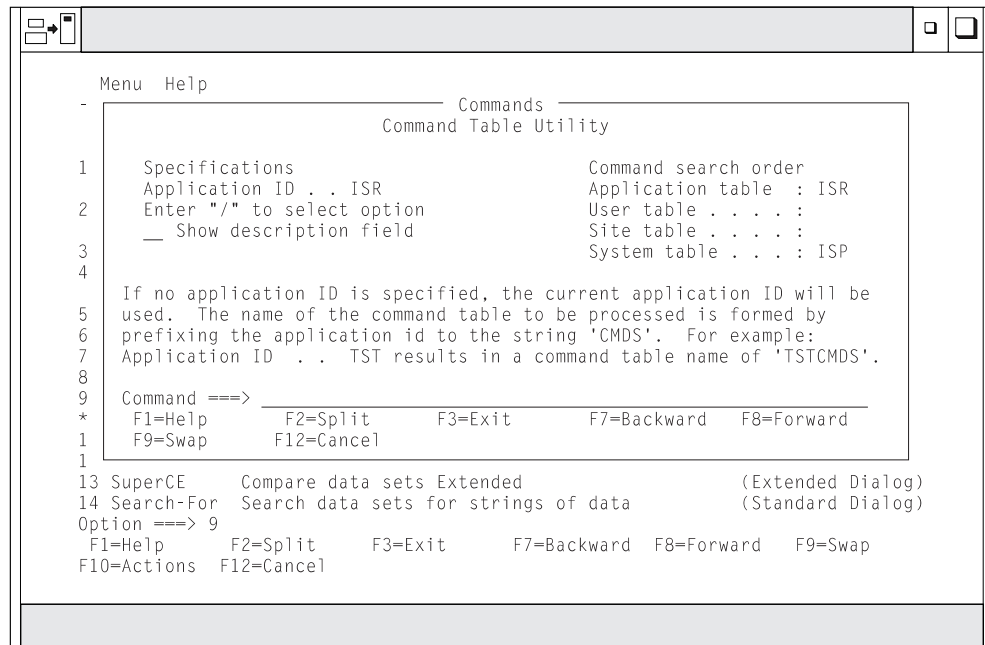 Menu Help
- Commands
Command Table Utility
1 Specifications Command search order
Application ID . . ISR Application table : ISR
2 Enter "/" to select option User table . . . . :
__ Show description field Site table . . . . :
3 System table . . . : ISP
4
If no application ID is specified, the current application ID will be
5 used. The name of the command table to be processed is formed by
6 prefixing the application id to the string 'CMDS'. For example:
7 Application ID . . TST results in a command table name of 'TSTCMDS'.
8
9 Command ===> 
* F1=Help F2=Split F3=Exit F7=Backward F8=Forward
1 F9=Swap F12=Cancel
1
13 SuperCE Compare data sets Extended (Extended Dialog)
14 Search-For Search data sets for strings of data (Standard Dialog)
Option ===> 9
F1=Help F2=Split F3=Exit F7=Backward F8=Forward F9=Swap
F10=Actions F12=Cancel